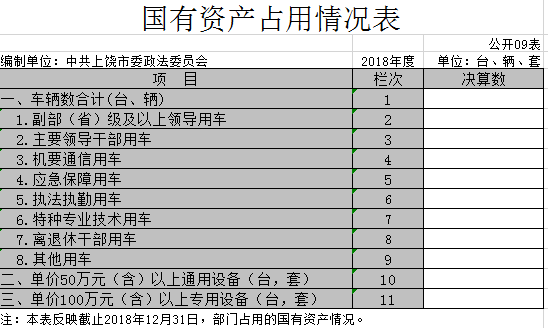 国有资产占用情况表
公开09表
编制单位：中共上饶市委政法委员会 2018年度 单位：台、辆、套
项 目 栏次 决算数
一、车辆数合计(台、辆) 1
1.副部（省）级及以上领导用车 2
2.主要领导干部用车 3
3.机要通信用车 4
4.应急保障用车 5
5.执法执勤用车 6
6.特种专业技术用车 7
7.离退休干部用车 8
8.其他用车 9
二、单价50万元（含）以上通用设备（台，套） 10
三、单价100万元（含）以上专用设备（台，套） 11
注：本表反映截止2018年12月31日，部门占用的国有资产情况。